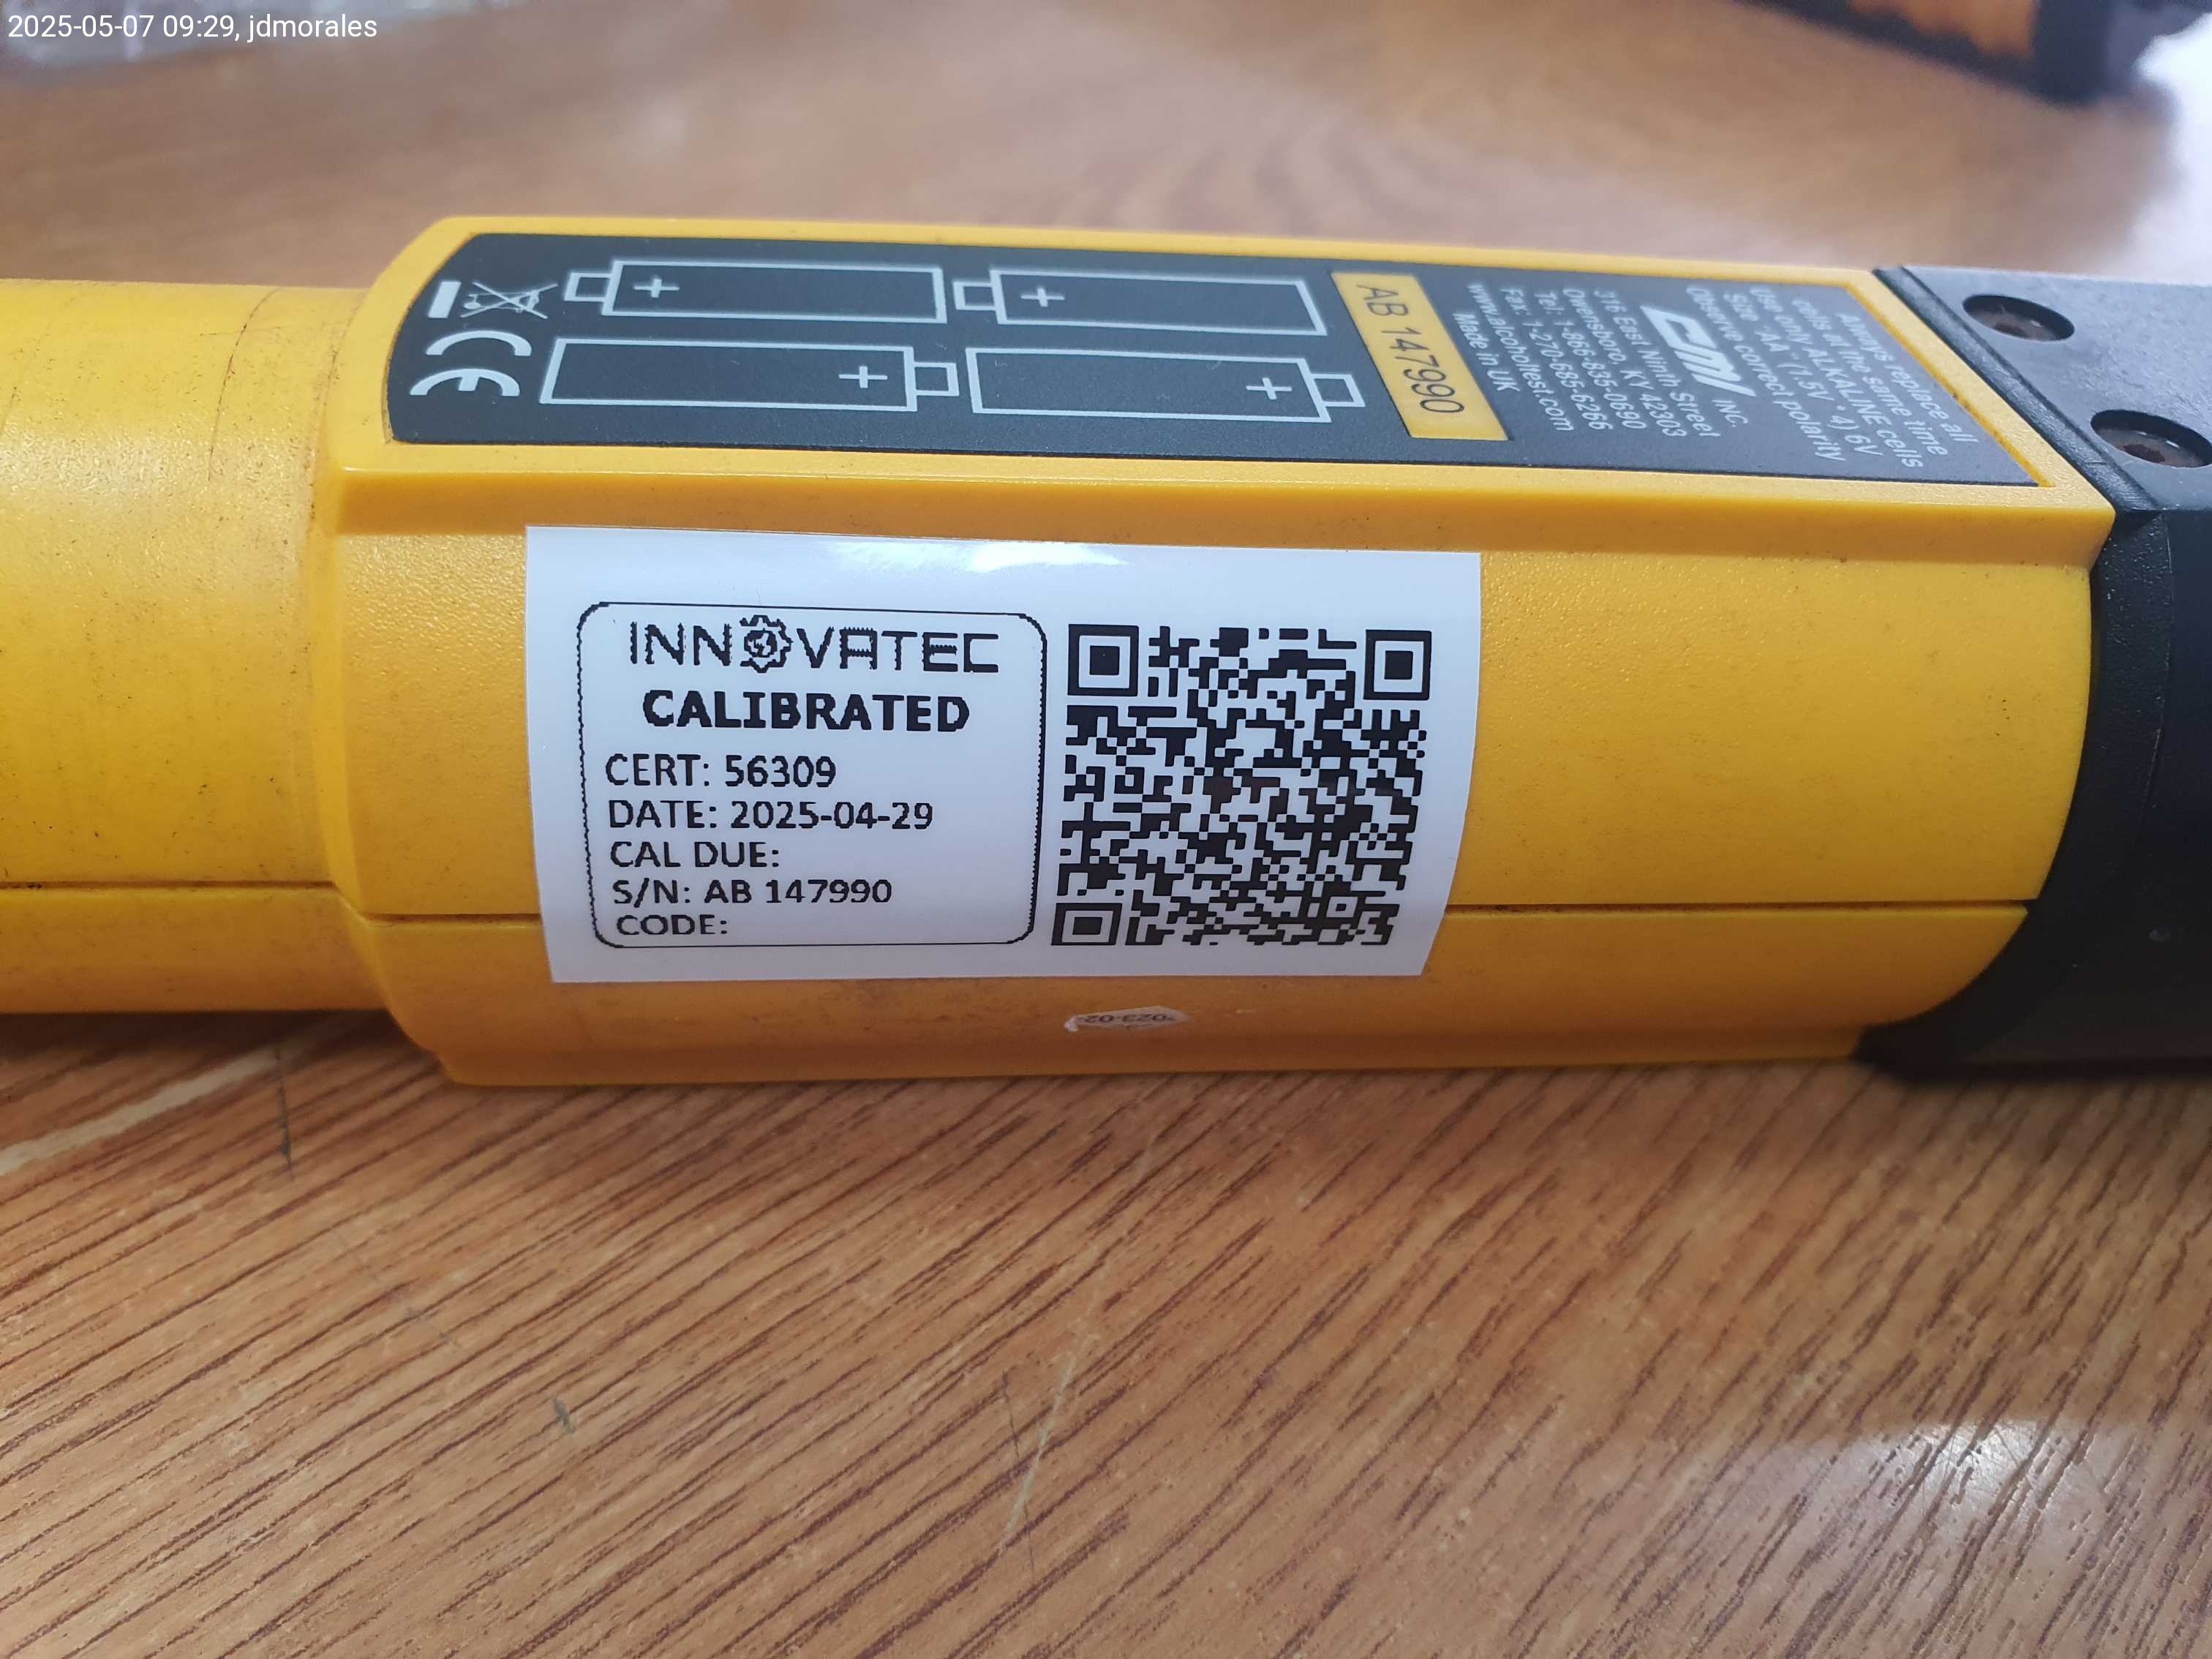 2025-05-07 09:29, jdmorales
Always replace all
cells at the same time
Use only ALKALINE cells
Size "AA" (1.5V * 4) 6V
Observe correct polarity
CMI INC.
316 East Ninth Street
Owensboro, KY 42303
Tel: 1-866-835-0690
Fax: 1-270-685-6266
www.alcoholtest.com
Made in UK
AB 147990
+
+
+
+
CE
INNOVATEC
CALIBRATED
CERT: 56309
DATE: 2025-04-29
CAL DUE:
S/N: AB 147990
CODE: